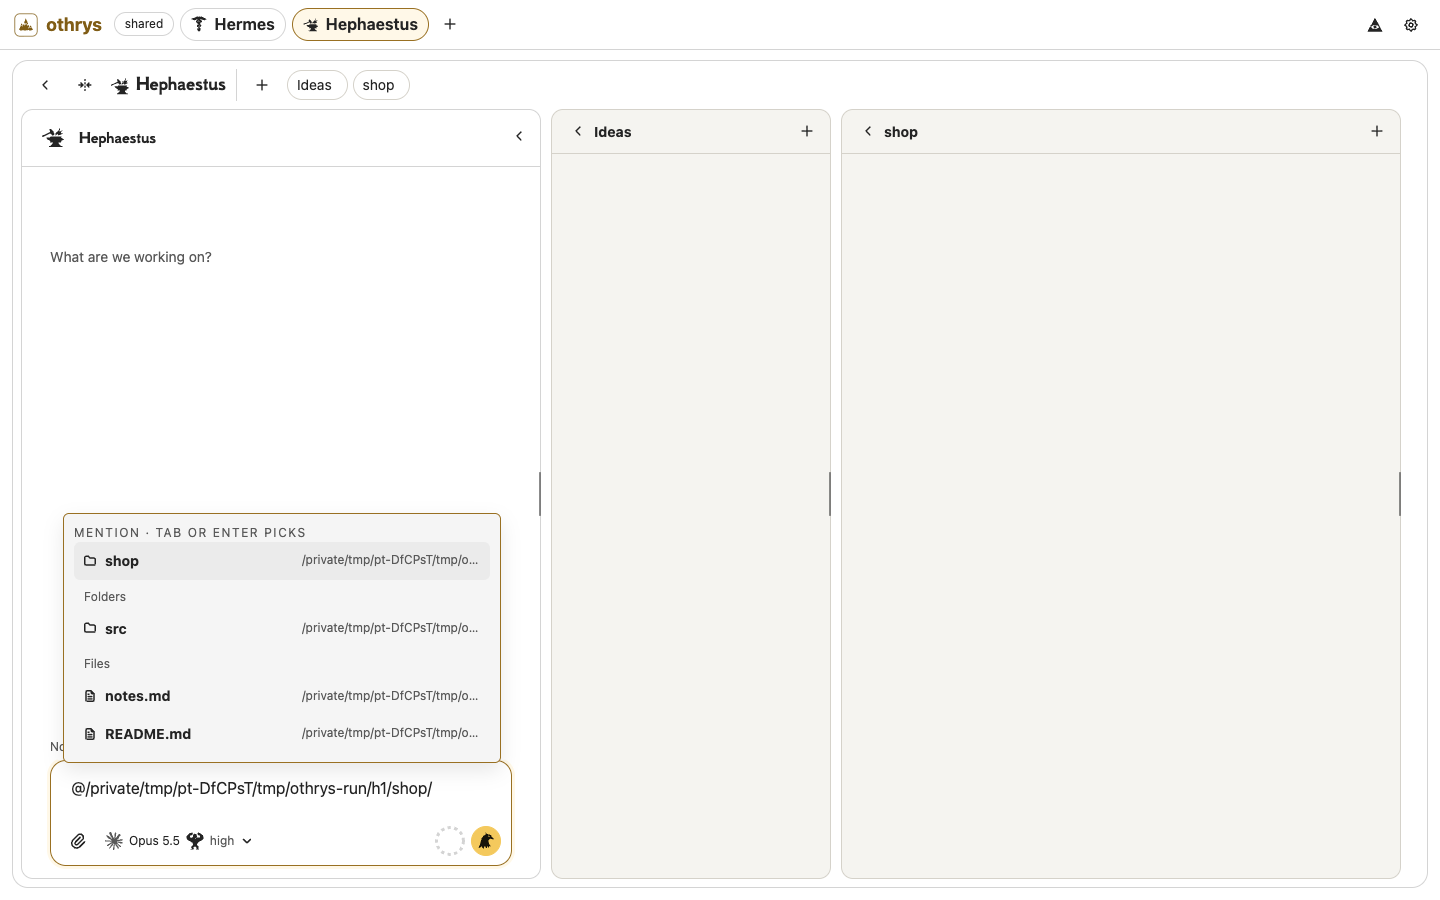 othrys
shared
Hermes
Hephaestus
Hephaestus
Ideas
shop
Hephaestus
Ideas
shop
What are we working on?
MENTION · TAB OR ENTER PICKS
shop /private/tmp/pt-DfCPsT/tmp/o...
Folders
src /private/tmp/pt-DfCPsT/tmp/o...
Files
notes.md /private/tmp/pt-DfCPsT/tmp/o...
README.md /private/tmp/pt-DfCPsT/tmp/o...
@/private/tmp/pt-DfCPsT/tmp/othrys-run/h1/shop/
Opus 5.5 high